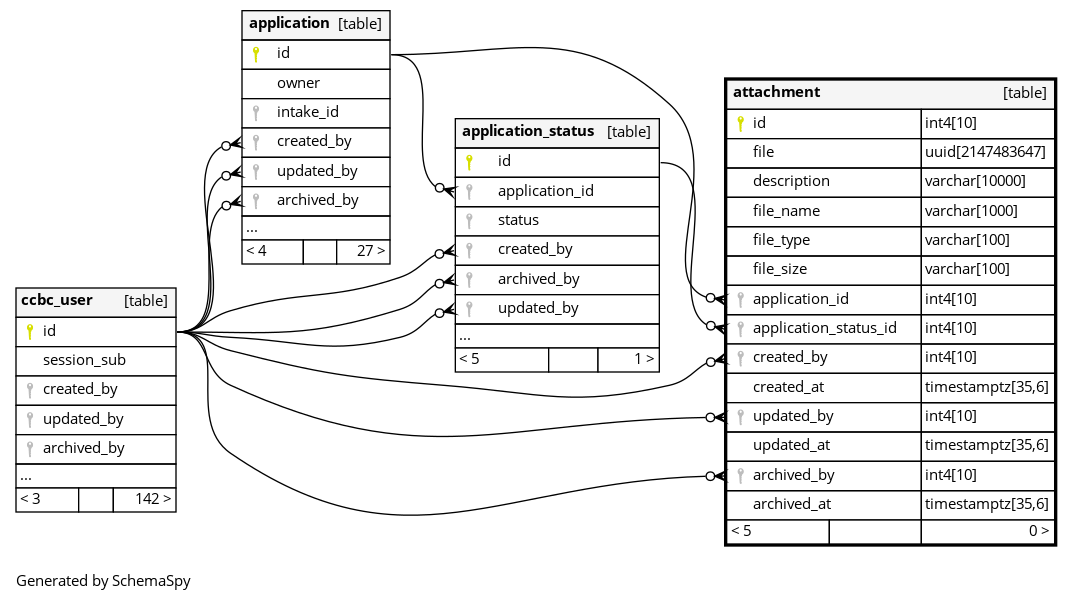 application [table]
id
owner
intake_id
created_by
updated_by
archived_by
...
< 4 27 >
application_status [table]
id
application_id
status
created_by
archived_by
updated_by
...
< 5 1 >
attachment [table]
id int4[10]
file uuid[2147483647]
description varchar[10000]
file_name varchar[1000]
file_type varchar[100]
file_size varchar[100]
application_id int4[10]
application_status_id int4[10]
created_by int4[10]
created_at timestamptz[35,6]
updated_by int4[10]
updated_at timestamptz[35,6]
archived_by int4[10]
archived_at timestamptz[35,6]
< 5 0 >
ccbc_user [table]
id
session_sub
created_by
updated_by
archived_by
...
< 3 142 >
Generated by SchemaSpy